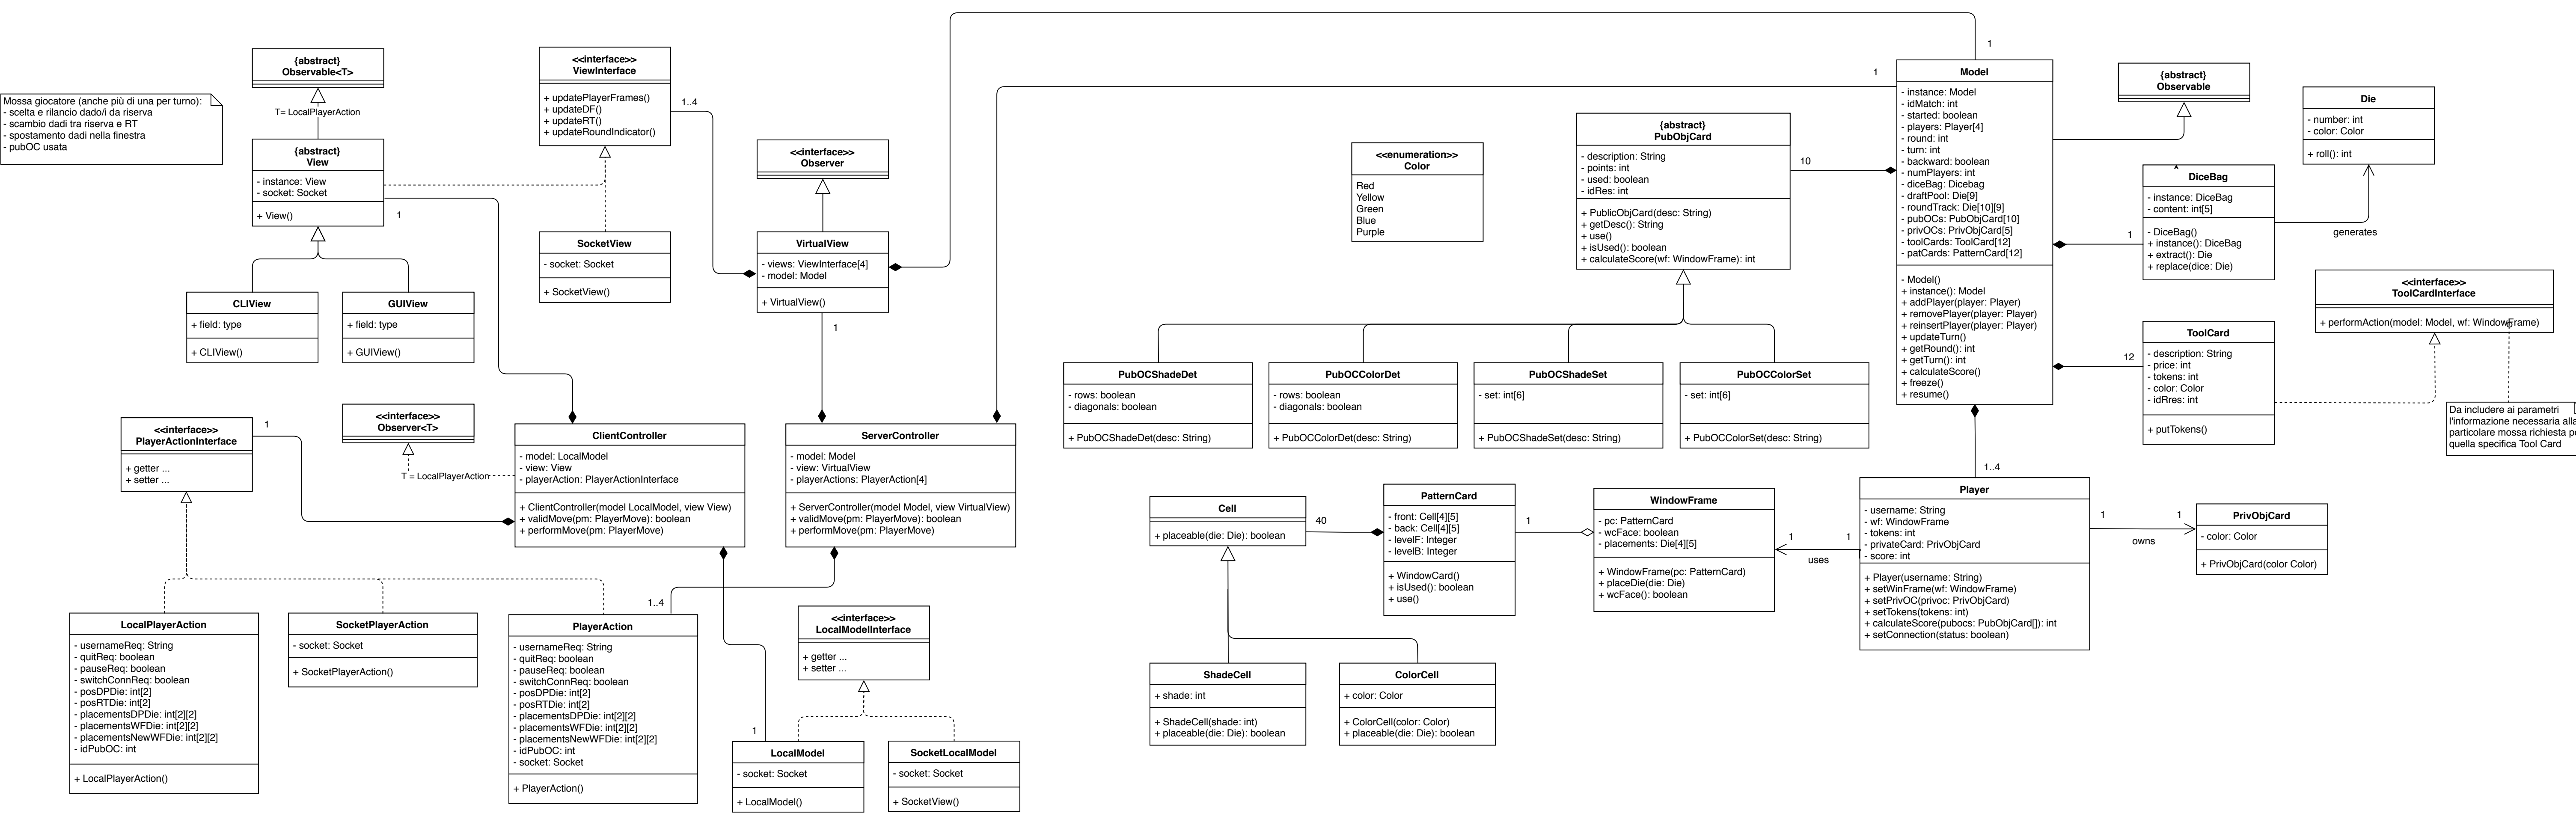 Mossa giocatore (anche più di una per turno):
- scelta e rilancio dado/i da riserva
- scambio dadi tra riserva e RT
- spostamento dadi nella finestra
- pubOC usata
{abstract}
Observable<T>
T= LocalPlayerAction
{abstract}
View
- instance: View
- socket: Socket
+ View()
1
CLIView
+ field: type
+ CLIView()
GUIView
+ field: type
+ GUIView()
<<interface>>
ViewInterface
+ updatePlayerFrames()
+ updateDF()
+ updateRT()
+ updateRoundIndicator()
1..4
SocketView
- socket: Socket
+ SocketView()
<<interface>>
Observer
VirtualView
- views: ViewInterface[4]
- model: Model
+ VirtualView()
1
<<interface>>
PlayerActionInterface
+ getter ...
+ setter ...
1
<<interface>>
Observer<T>
T = LocalPlayerAction
ClientController
- model: LocalModel
- view: View
- playerAction: PlayerActionInterface
+ ClientController(model LocalModel, view View)
+ validMove(pm: PlayerMove): boolean
+ performMove(pm: PlayerMove)
ServerController
- model: Model
- view: VirtualView
- playerActions: PlayerAction[4]
+ ServerController(model Model, view VirtualView)
+ validMove(pm: PlayerMove): boolean
+ performMove(pm: PlayerMove)
LocalPlayerAction
- usernameReq: String
- quitReq: boolean
- pauseReq: boolean
- switchConnReq: boolean
- posDPDie: int[2]
- posRTDie: int[2]
- placementsDPDie: int[2][2]
- placementsWFDie: int[2][2]
- placementsNewWFDie: int[2][2]
- idPubOC: int
+ LocalPlayerAction()
SocketPlayerAction
- socket: Socket
+ SocketPlayerAction()
1..4
PlayerAction
- usernameReq: String
- quitReq: boolean
- pauseReq: boolean
- switchConnReq: boolean
- posDPDie: int[2]
- posRTDie: int[2]
- placementsDPDie: int[2][2]
- placementsWFDie: int[2][2]
- placementsNewWFDie: int[2][2]
- idPubOC: int
- socket: Socket
+ PlayerAction()
<<interface>>
LocalModelInterface
+ getter ...
+ setter ...
1
LocalModel
- socket: Socket
+ LocalModel()
SocketLocalModel
- socket: Socket
+ SocketView()
<<enumeration>>
Color
Red
Yellow
Green
Blue
Purple
{abstract}
PubObjCard
- description: String
- points: int
- used: boolean
- idRes: int
+ PublicObjCard(desc: String)
+ getDesc(): String
+ use()
+ isUsed(): boolean
+ calculateScore(wf: WindowFrame): int
10
PubOCShadeDet
- rows: boolean
- diagonals: boolean
+ PubOCShadeDet(desc: String)
PubOCColorDet
- rows: boolean
- diagonals: boolean
+ PubOCColorDet(desc: String)
PubOCShadeSet
- set: int[6]
+ PubOCShadeSet(desc: String)
PubOCColorSet
- set: int[6]
+ PubOCColorSet(desc: String)
1
1
Model
- instance: Model
- idMatch: int
- started: boolean
- players: Player[4]
- round: int
- turn: int
- backward: boolean
- numPlayers: int
- diceBag: Dicebag
- draftPool: Die[9]
- roundTrack: Die[10][9]
- pubOCs: PubObjCard[10]
- privOCs: PrivObjCard[5]
- toolCards: ToolCard[12]
- patCards: PatternCard[12]
- Model()
+ instance(): Model
+ addPlayer(player: Player)
+ removePlayer(player: Player)
+ reinsertPlayer(player: Player)
+ updateTurn()
+ getRound(): int
+ getTurn(): int
+ calculateScore()
+ freeze()
+ resume()
{abstract}
Observable
Die
- number: int
- color: Color
+ roll(): int
1
DiceBag
- instance: DiceBag
- content: int[5]
- DiceBag()
+ instance(): DiceBag
+ extract(): Die
+ replace(dice: Die)
generates
<<interface>>
ToolCardInterface
+ performAction(model: Model, wf: WindowFrame)
12
ToolCard
- description: String
- price: int
- tokens: int
- color: Color
- idRres: int
+ putTokens()
Da includere ai parametri
l'informazione necessaria alla
particolare mossa richiesta
quella specifica Tool Card
Cell
+ placeable(die: Die): boolean
40
PatternCard
- front: Cell[4][5]
- back: Cell[4][5]
- levelF: Integer
- levelB: Integer
+ WindowCard()
+ isUsed(): boolean
+ use()
1
WindowFrame
- pc: PatternCard
- wcFace: boolean
- placements: Die[4][5]
+ WindowFrame(pc: PatternCard)
+ placeDie(die: Die)
+ wcFace(): boolean
1
1
uses
1..4
Player
- username: String
- wf: WindowFrame
- tokens: int
- privateCard: PrivObjCard
- score: int
+ Player(username: String)
+ setWinFrame(wf: WindowFrame)
+ setPrivOC(privoc: PrivObjCard)
+ setTokens(tokens: int)
+ calculateScore(pubocs: PubObjCard[]): int
+ setConnection(status: boolean)
1
1
owns
PrivObjCard
- color: Color
+ PrivObjCard(color Color)
ShadeCell
+ shade: int
+ ShadeCell(shade: int)
+ placeable(die: Die): boolean
ColorCell
+ color: Color
+ ColorCell(color: Color)
+ placeable(die: Die): boolean